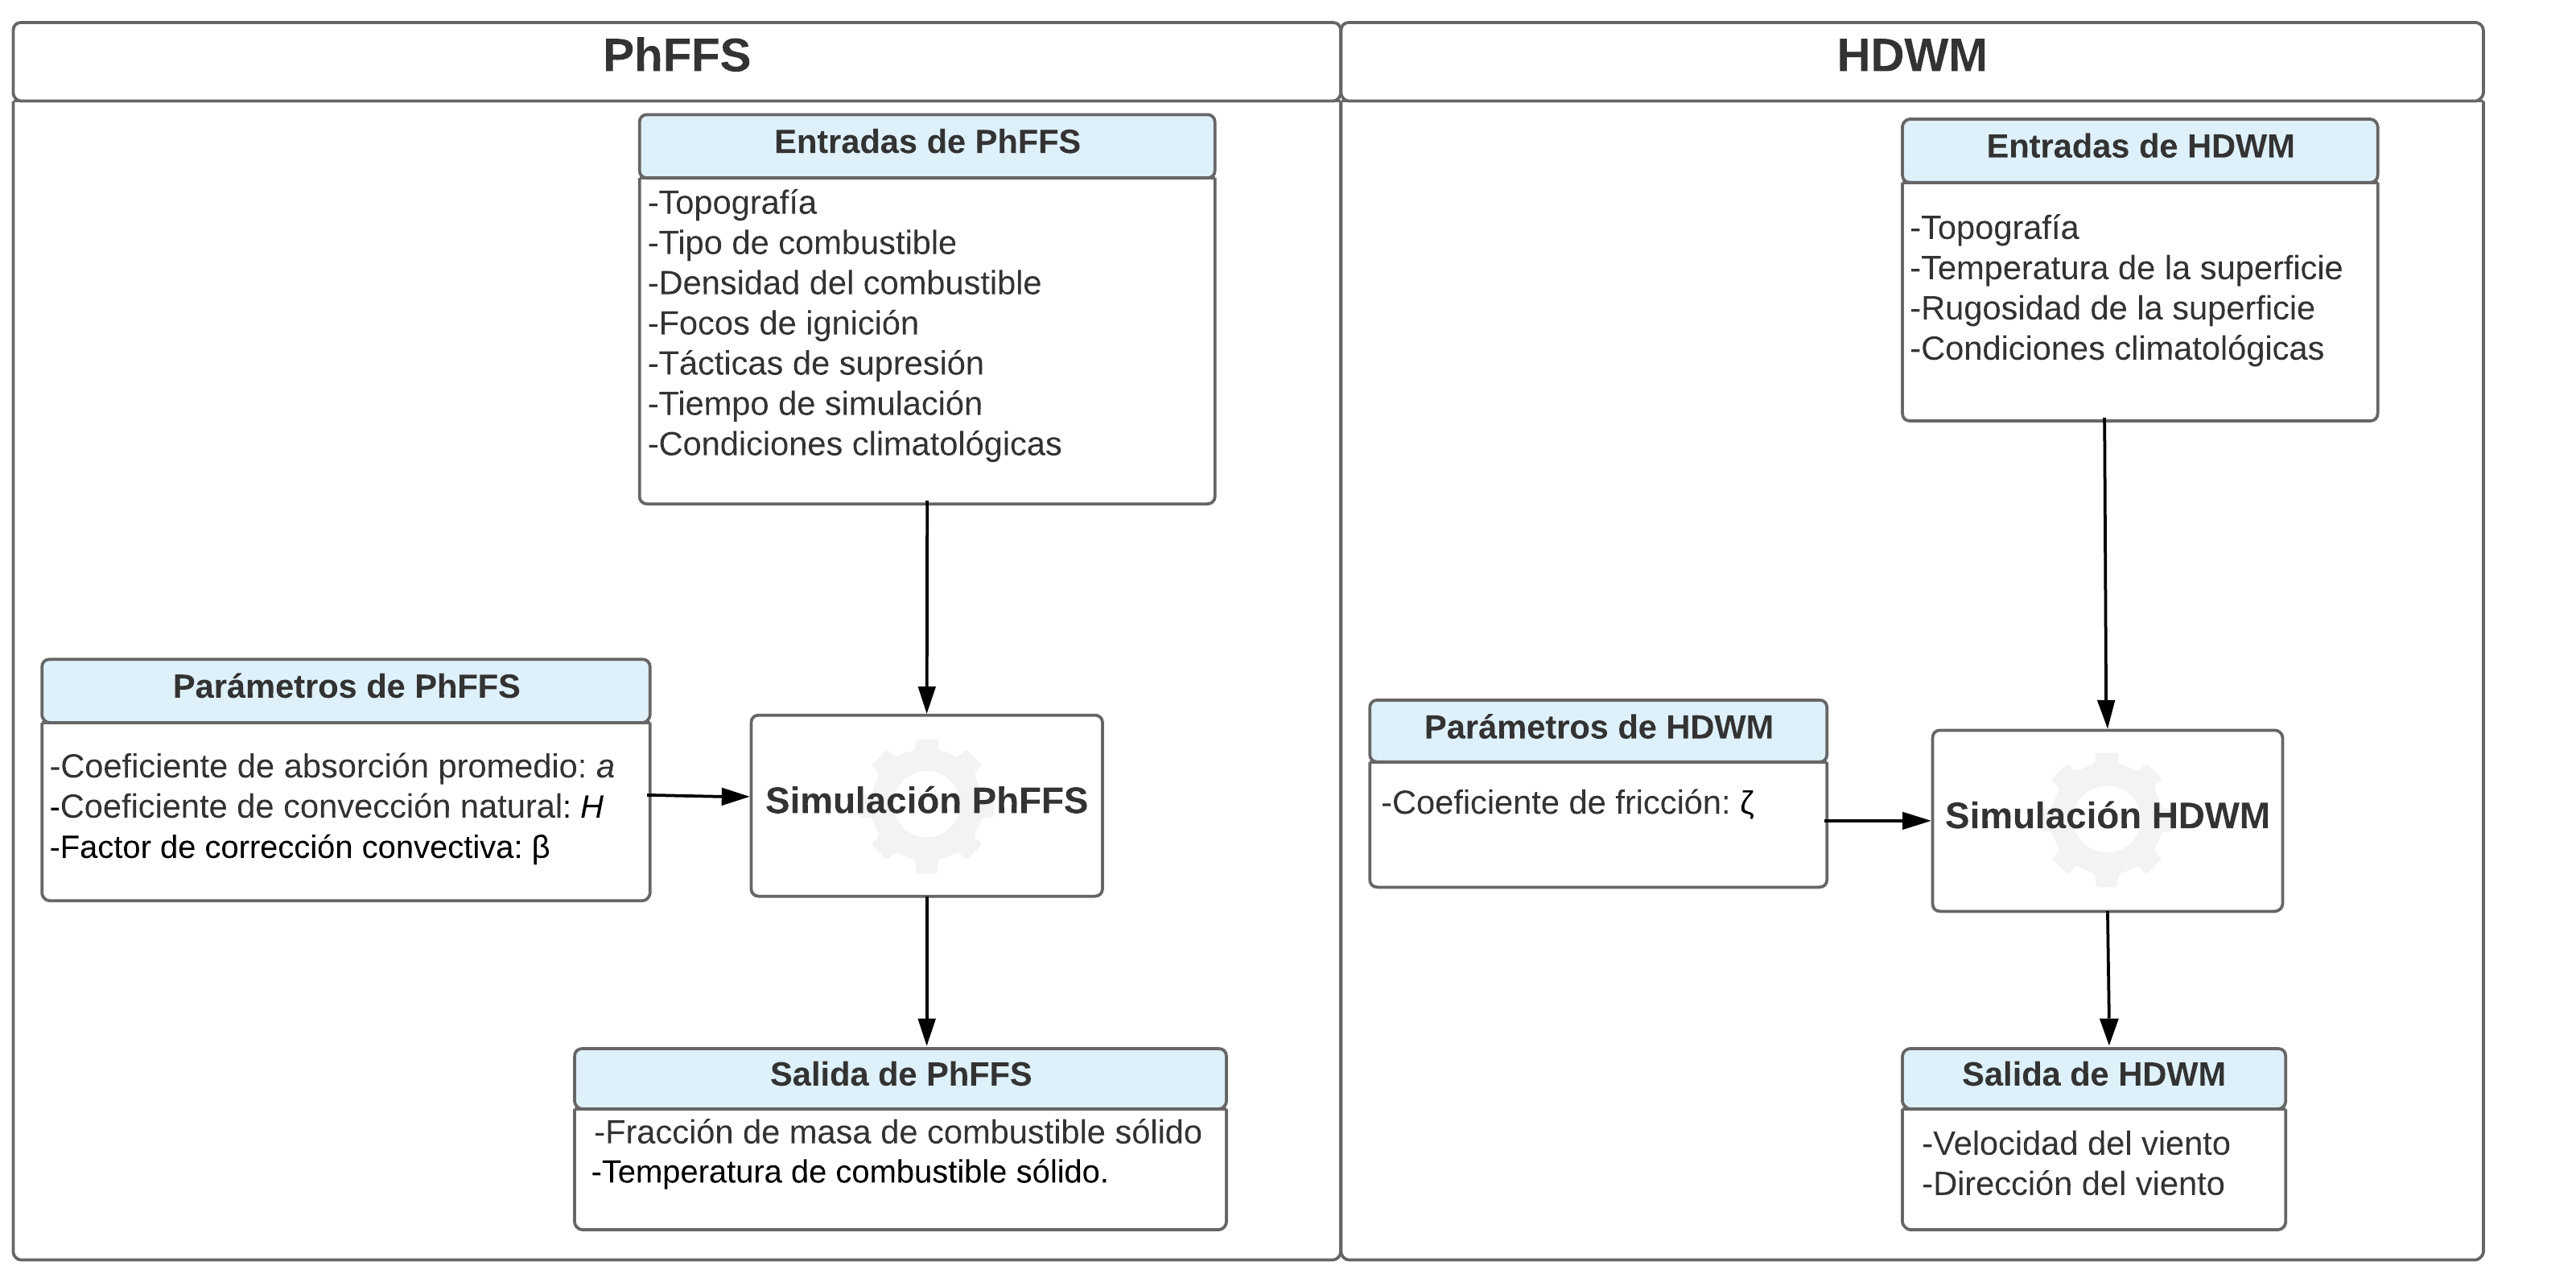 PhFFS
Entradas de PhFFS
-Topografía
-Tipo de combustible
-Densidad del combustible
-Focos de ignición
-Tácticas de supresión
-Tiempo de simulación
-Condiciones climatológicas
Parámetros de PhFFS
-Coeficiente de absorción promedio: a
-Coeficiente de convección natural: H
-Factor de corrección convectiva: β
Simulación PhFFS
Salida de PhFFS
-Fracción de masa de combustible sólido
-Temperatura de combustible sólido.
HDWM
Entradas de HDWM
-Topografía
-Temperatura de la superficie
-Rugosidad de la superficie
-Condiciones climatológicas
Parámetros de HDWM
-Coeficiente de fricción: ζ
Simulación HDWM
Salida de HDWM
-Velocidad del viento
-Dirección del viento